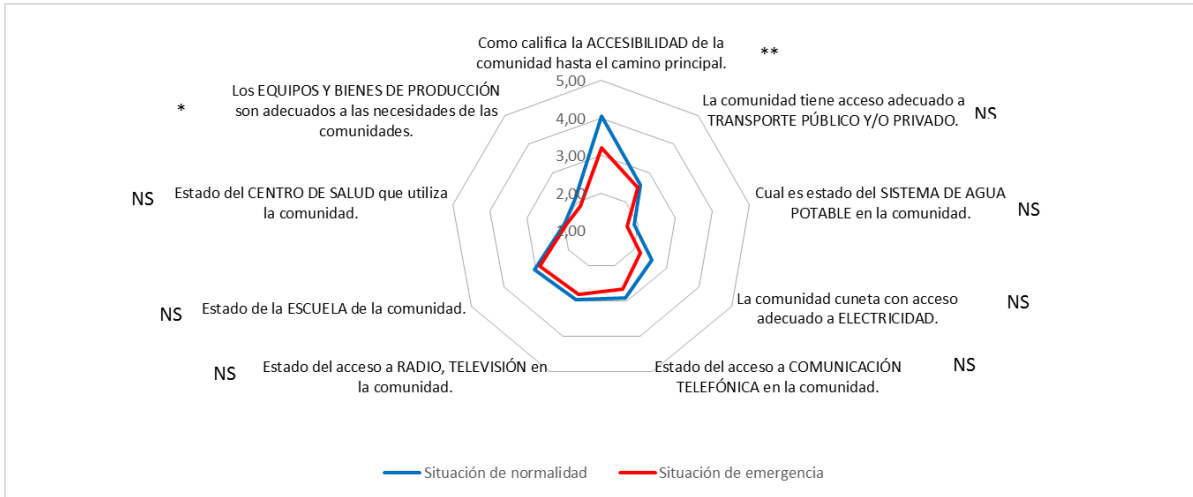 Como califica la ACCESIBILIDAD de la
comunidad hasta el camino principal.
**
5,00
4,00
3,00
2,00
1,00
La comunidad tiene acceso adecuado a
TRANSPORTE PÚBLICO Y/O PRIVADO.
NS
Cual es estado del SISTEMA DE AGUA
POTABLE en la comunidad.
NS
La comunidad cuneta con acceso
adecuado a ELECTRICIDAD.
NS
Estado del acceso a COMUNICACIÓN
TELEFÓNICA en la comunidad.
NS
Estado del acceso a RADIO, TELEVISIÓN en
la comunidad.
NS
Estado de la ESCUELA de la comunidad.
NS
Estado del CENTRO DE SALUD que utiliza
la comunidad.
NS
Los EQUIPOS Y BIENES DE PRODUCCIÓN
son adecuados a las necesidades de las
comunidades.
*
Situación de normalidad
Situación de emergencia